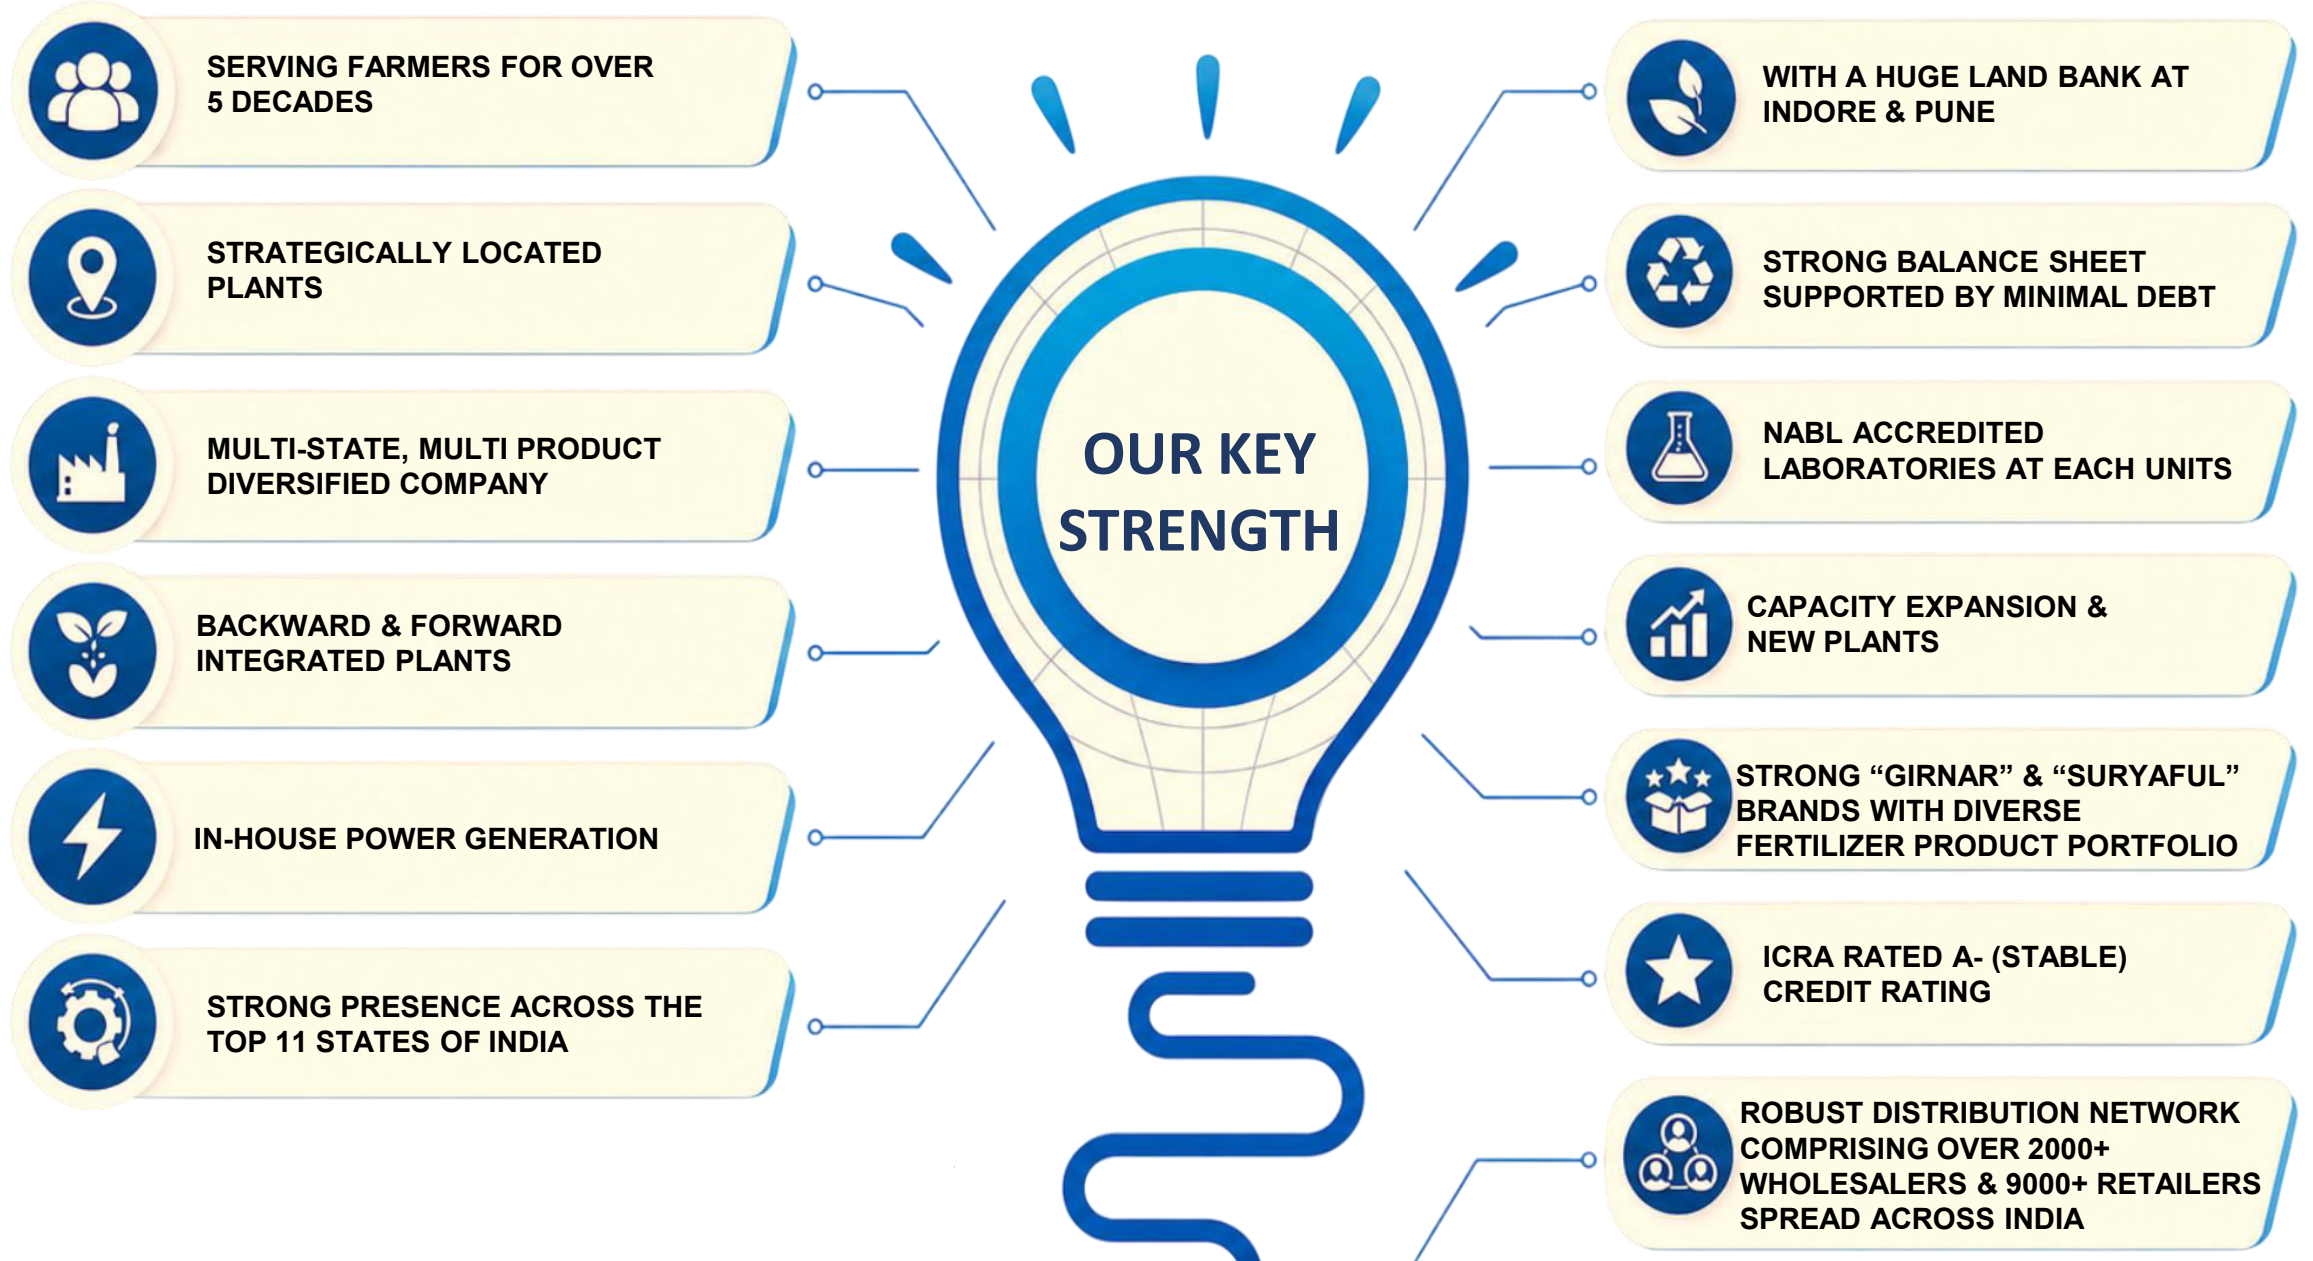 SERVING FARMERS FOR OVER
5 DECADES
STRATEGICALLY LOCATED
PLANTS
MULTI-STATE, MULTI PRODUCT
DIVERSIFIED COMPANY
BACKWARD & FORWARD
INTEGRATED PLANTS
IN-HOUSE POWER GENERATION
STRONG PRESENCE ACROSS THE
TOP 11 STATES OF INDIA
OUR KEY
STRENGTH
WITH A HUGE LAND BANK AT
INDORE & PUNE
STRONG BALANCE SHEET
SUPPORTED BY MINIMAL DEBT
NABL ACCREDITED
LABORATORIES AT EACH UNITS
CAPACITY EXPANSION &
NEW PLANTS
STRONG “GIRNAR” & “SURYAFUL”
BRANDS WITH DIVERSE
FERTILIZER PRODUCT PORTFOLIO
ICRA RATED A- (STABLE)
CREDIT RATING
ROBUST DISTRIBUTION NETWORK
COMPRISING OVER 2000+
WHOLESALERS & 9000+ RETAILERS
SPREAD ACROSS INDIA